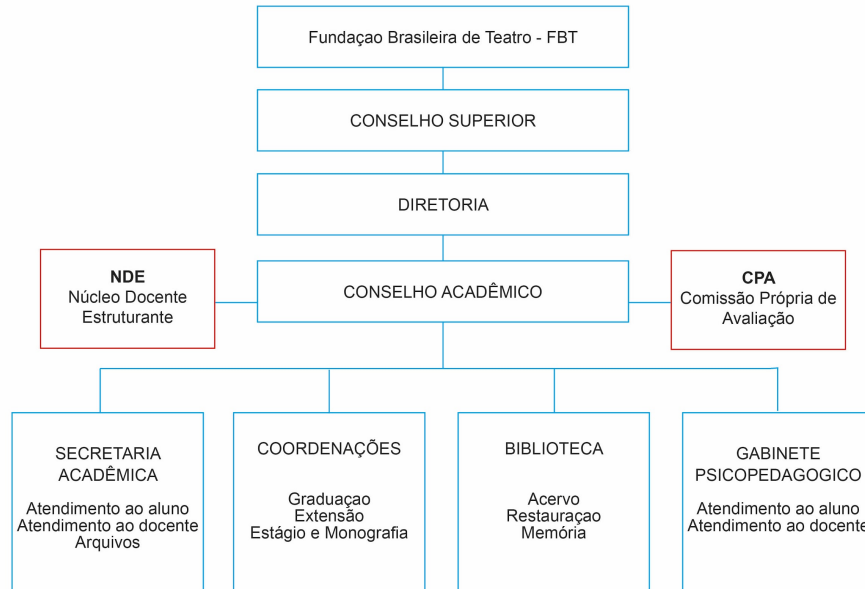 Fundaçao Brasileira de Teatro - FBT
CONSELHO SUPERIOR
DIRETORIA
NDE
Núcleo Docente
Estruturante
CONSELHO ACADÊMICO
CPA
Comissão Própria de
Avaliação
SECRETARIA
ACADÊMICA
Atendimento ao aluno
Atendimento ao docente
Arquivos
COORDENAÇÕES
Graduaçao
Extensão
Estágio e Monografia
BIBLIOTECA
Acervo
Restauraçao
Memória
GABINETE
PSICOPEDAGOGICO
Atendimento ao aluno
Atendimento ao docente